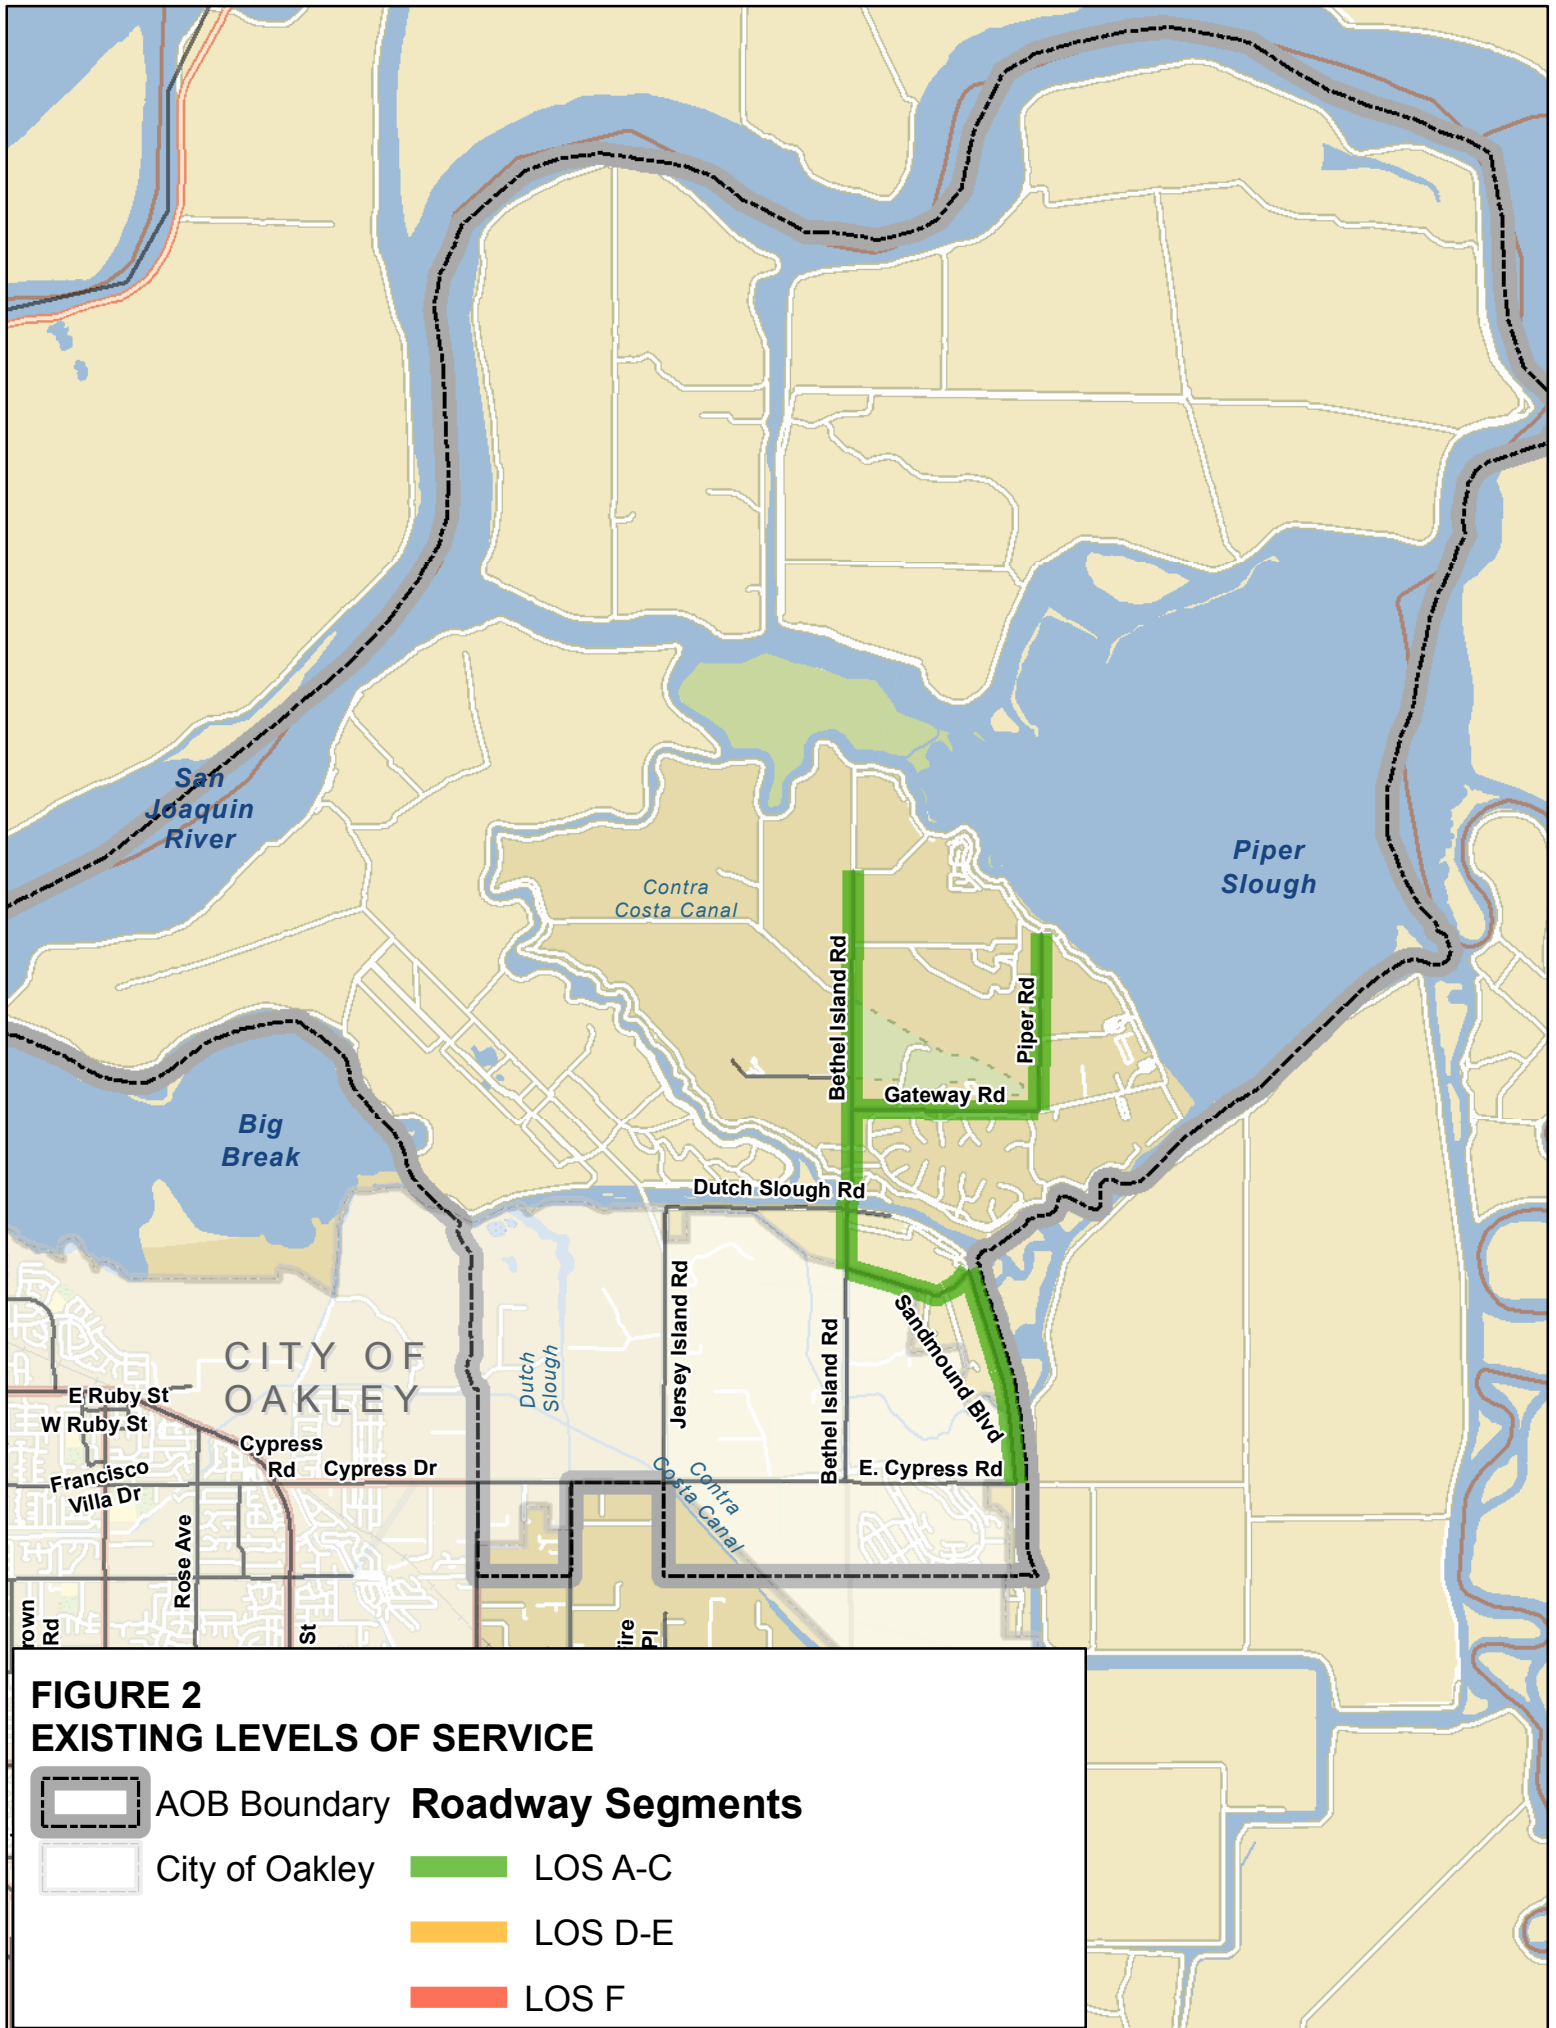 San
Joaquin
River
Piper
Slough
Contra
Costa Canal
Bethel Island Rd
Piper Rd
Gateway Rd
Big
Break
Dutch Slough Rd
Jersey Island Rd
Bethel Island Rd
Sandmound Blvd
Dutch
Slough
CITY OF
OAKLEY
E Ruby St
W Ruby St
Cypress
Rd
Cypress Dr
E. Cypress Rd
Francisco
Villa Dr
Contra
Costa Canal
Rose Ave
rown
Rd
St
Pl
FIGURE 2
EXISTING LEVELS OF SERVICE
AOB Boundary
Roadway Segments
City of Oakley
LOS A-C
LOS D-E
LOS F